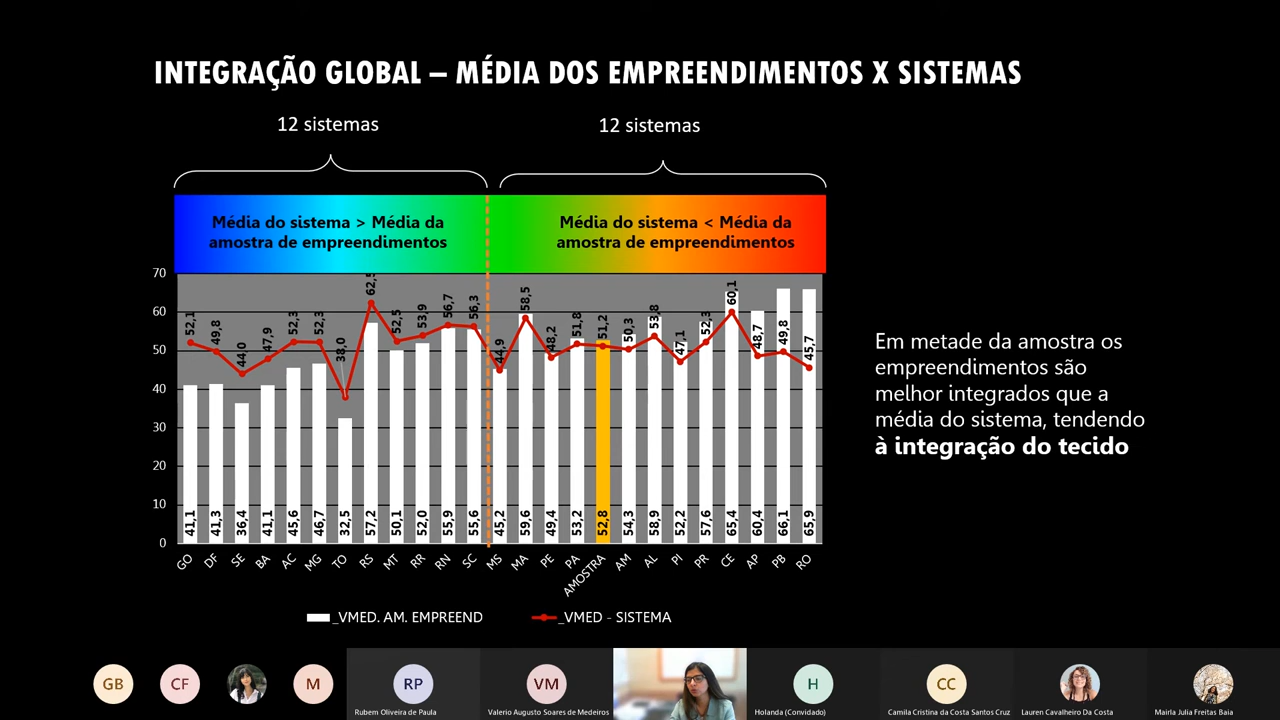 INTEGRAÇÃO GLOBAL – MÉDIA DOS EMPREENDIMENTOS X SISTEMAS
12 sistemas
12 sistemas
Média do sistema > Média da
amostra de empreendimentos
Média do sistema < Média da
amostra de empreendimentos
70
60
50
40
30
20
10
0
52,1
49,8
44,0
47,9
52,3
52,3
38,0
52,5
53,9
56,7
56,3
44,9
58,5
48,2
51,8
51,2
50,3
53,8
47,1
52,3
60,1
48,7
49,8
45,7
41,1
41,3
36,4
41,1
45,6
46,7
32,5
57,2
50,1
52,0
55,9
55,6
45,2
59,6
49,4
53,2
52,8
54,3
58,9
52,2
57,6
65,4
60,4
66,1
65,9
GO
DF
SE
BA
AC
MG
TO
RS
MT
RR
RN
SC
MS
MA
PE
PA
AMOSTRA
AM
AL
PI
PR
CE
AP
PB
RO
_VMED. AM. EMPREEND
_VMED - SISTEMA
Em metade da amostra os
empreendimentos são
melhor integrados que a
média do sistema, tendendo
à integração do tecido
GB
CF
M
RP
VM
H
CC
Rubem Oliveira de Paula
Valerio Augusto Soares de Medeiros
Holanda (Convidado)
Camila Cristina da Costa Santos Cruz
Lauren Cavalheiro Da Costa
Mairla Julia Freitas Baia